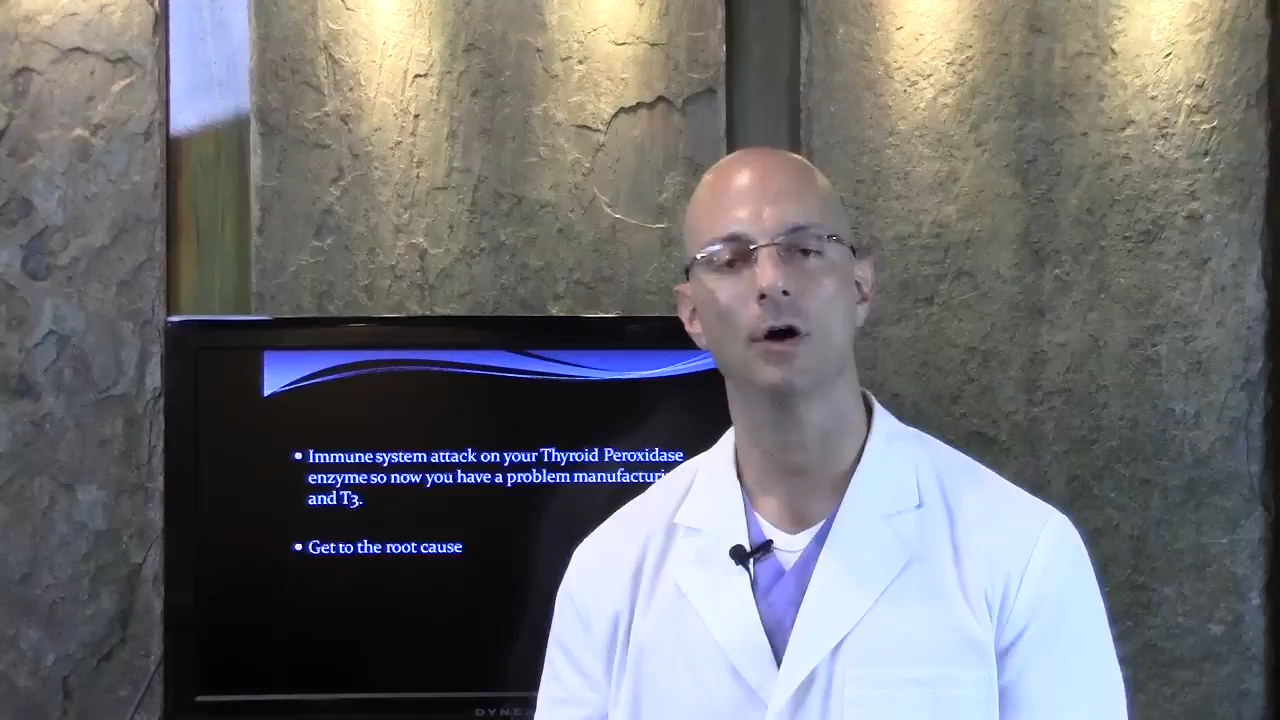 • Immune system attack on your Thyroid Peroxidase
enzyme so now you have a problem
and T3.
• Get to the root cause